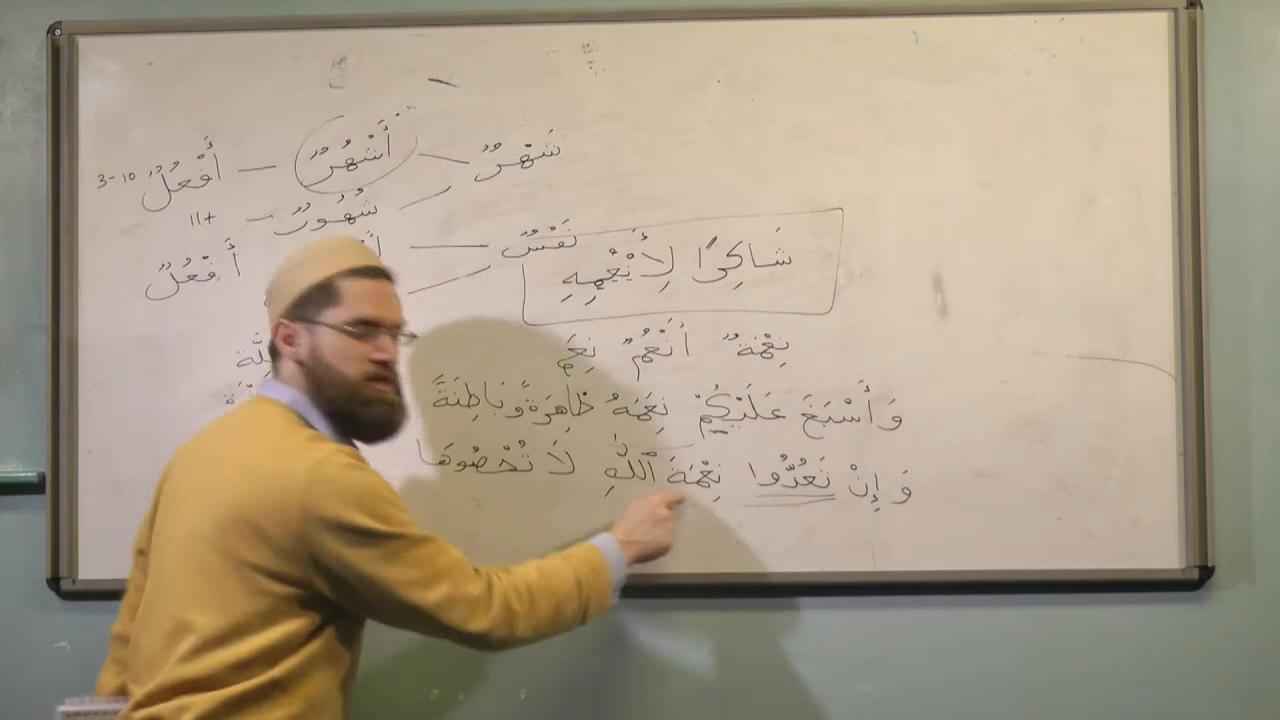 شَهْرٌ — أَشْهُرٌ — أَفْعُلٌ 3-10
شُهُورٌ — 11+
نَفْسٌ — أَفْعُلٌ
شَاكِرًا لِأَنْعُمِهِ
نِعْمَةٌ أَنْعُمٌ نِعَمٌ
وَأَسْبَغَ عَلَيْكُمْ نِعَمَهُ ظَاهِرَةً وَبَاطِنَةً
وَإِنْ تَعُدُّوا نِعْمَةَ ٱللَّهِ لَا تُحْصُوهَا